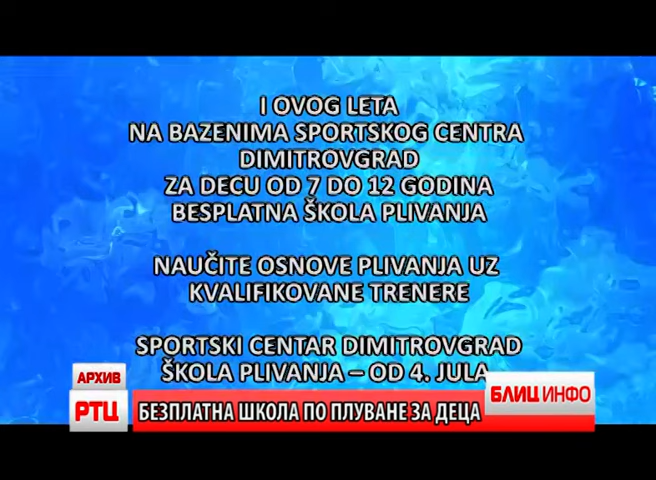 I OVOG LETA
NA BAZENIMA SPORTSKOG CENTRA
DIMITROVGRAD
ZA DECU OD 7 DO 12 GODINA
BESPLATNA ŠKOLA PLIVANJA
NAUČITE OSNOVE PLIVANJA UZ
KVALIFIKOVANE TRENERE
SPORTSKI CENTAR DIMITROVGRAD
ŠKOLA PLIVANJA – OD 4. JULA
АРХИВ
РТЦ
БЕЗПЛАТНА ШКОЛА ПО ПЛУВАНЕ ЗА ДЕЦА
БЛИЦ ИНФО